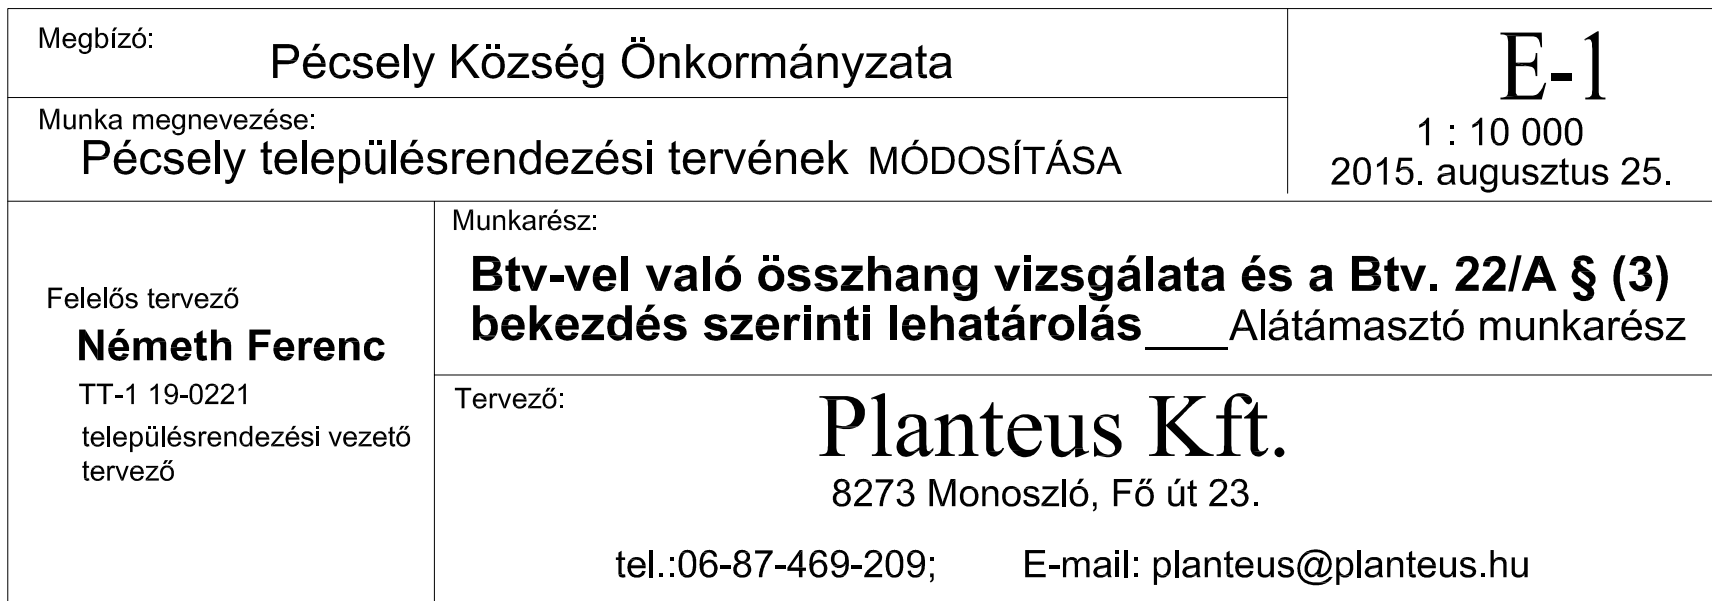 Megbízó:
Pécsely Község Önkormányzata
E-1
1 : 10 000
2015. augusztus 25.
Munka megnevezése:
Pécsely településrendezési tervének MÓDOSÍTÁSA
Felelős tervező
Németh Ferenc
TT-1 19-0221
településrendezési vezető
tervező
Munkarész:
Btv-vel való összhang vizsgálata és a Btv. 22/A § (3)
bekezdés szerinti lehatárolás___Alátámasztó munkarész
Tervező:
Planteus Kft.
8273 Monoszló, Fő út 23.
tel.:06-87-469-209; E-mail: planteus@planteus.hu